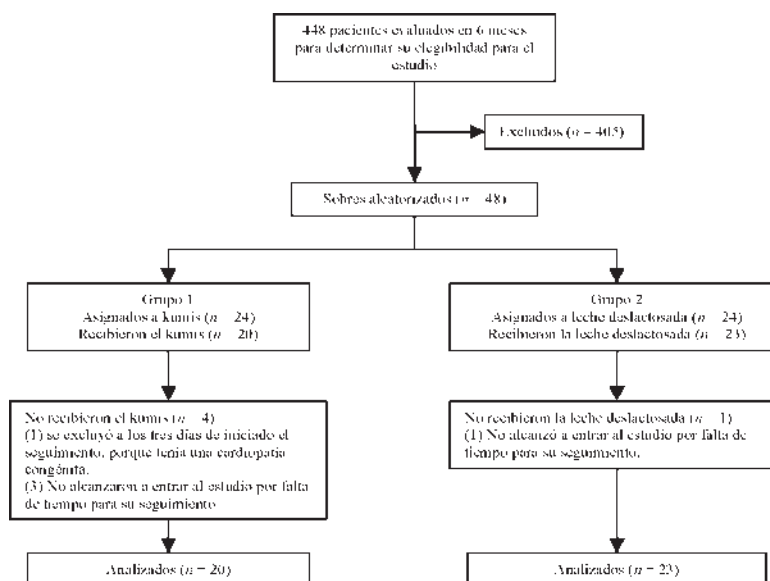 448 pacientes evaluados en 6 meses
para determinar su elegibilidad para el
estudio
Excluidos (n = 405)
Sobres aleatorizados (n = 48)
Grupo 1
Asignados a kumis (n = 24)
Recibieron el kumis (n = 20)
Grupo 2
Asignados a leche deslactosada (n = 24)
Recibieron la leche deslactosada (n = 23)
No recibieron el kumis (n = 4)
(1) se excluyó a los tres días de iniciado el
seguimiento, porque tenía una cardiopatía
congénita.
(3) No alcanzaron a entrar al estudio por falta
de tiempo para su seguimiento
No recibieron la leche deslactosada (n = 1)
(1) No alcanzó a entrar al estudio por falta de
tiempo para su seguimiento.
Analizados (n = 20)
Analizados (n = 23)